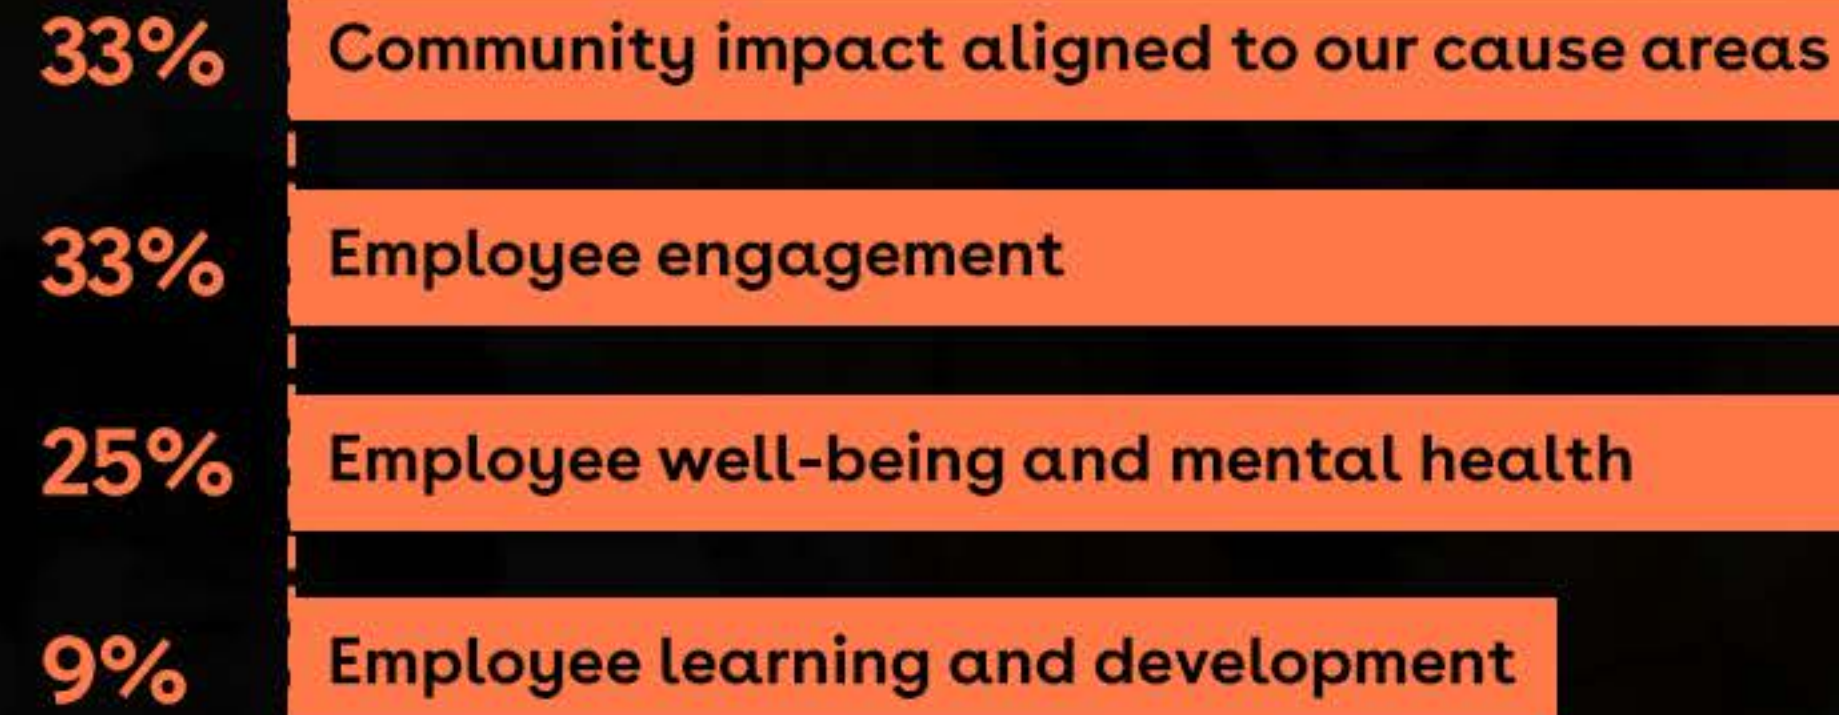 33% Community impact aligned to our cause areas
33% Employee engagement
25% Employee well-being and mental health
9% Employee learning and development